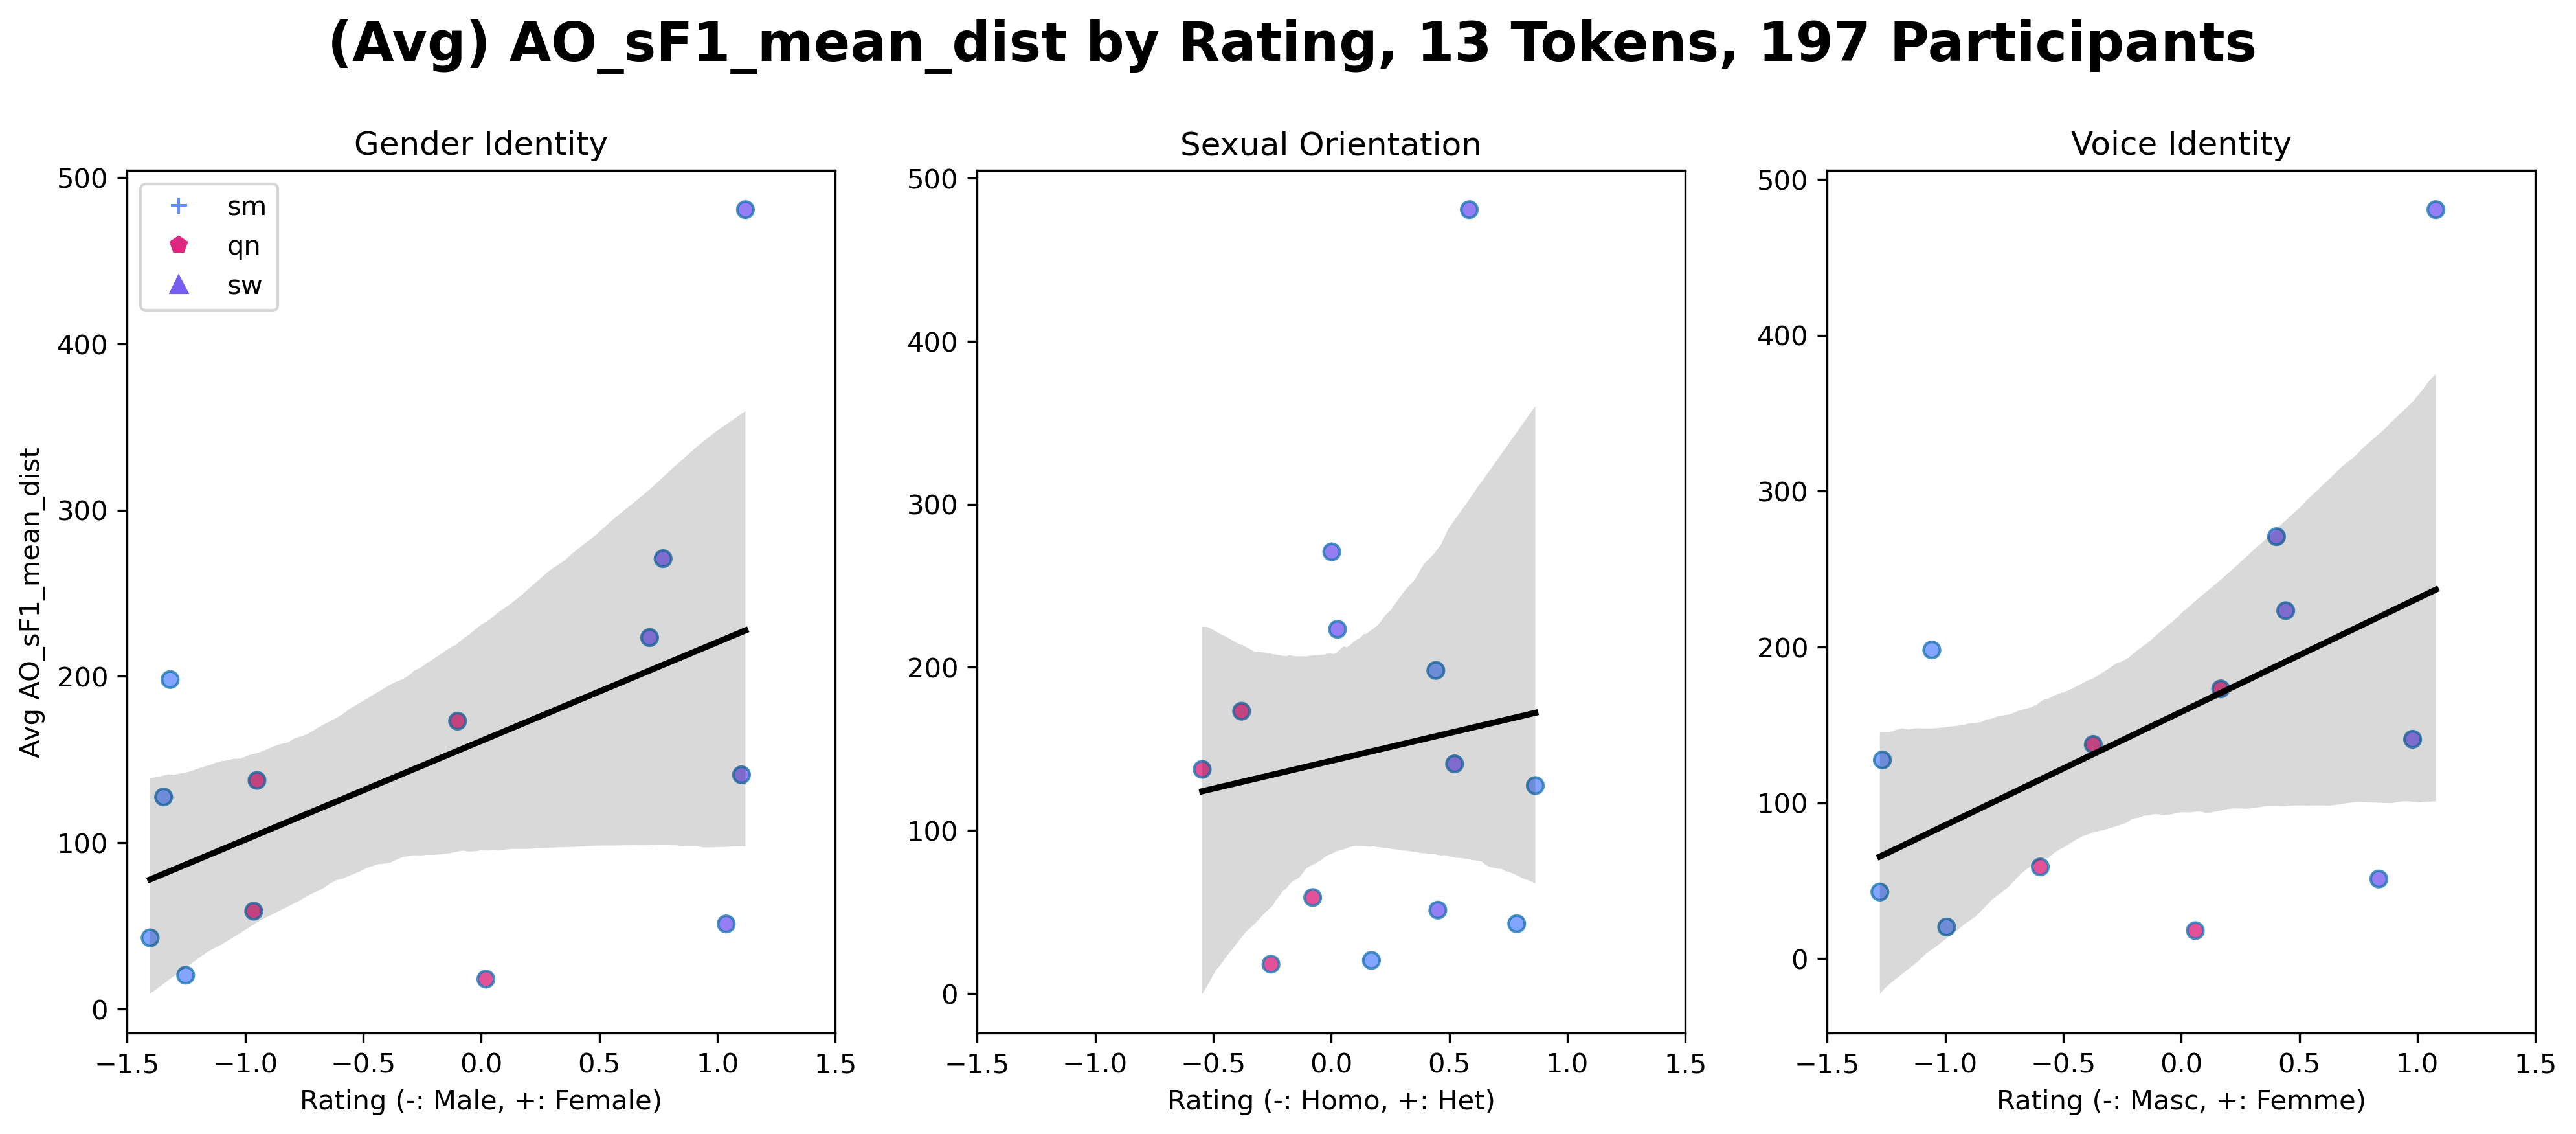 (Avg) AO_sF1_mean_dist by Rating, 13 Tokens, 197 Participants
Gender Identity
sm
qn
sw
500
400
300
200
100
0
Avg AO_sF1_mean_dist
−1.5 −1.0 −0.5 0.0 0.5 1.0 1.5
Rating (-: Male, +: Female)
Sexual Orientation
500
400
300
200
100
0
−1.5 −1.0 −0.5 0.0 0.5 1.0 1.5
Rating (-: Homo, +: Het)
Voice Identity
500
400
300
200
100
0
−1.5 −1.0 −0.5 0.0 0.5 1.0 1.5
Rating (-: Masc, +: Femme)